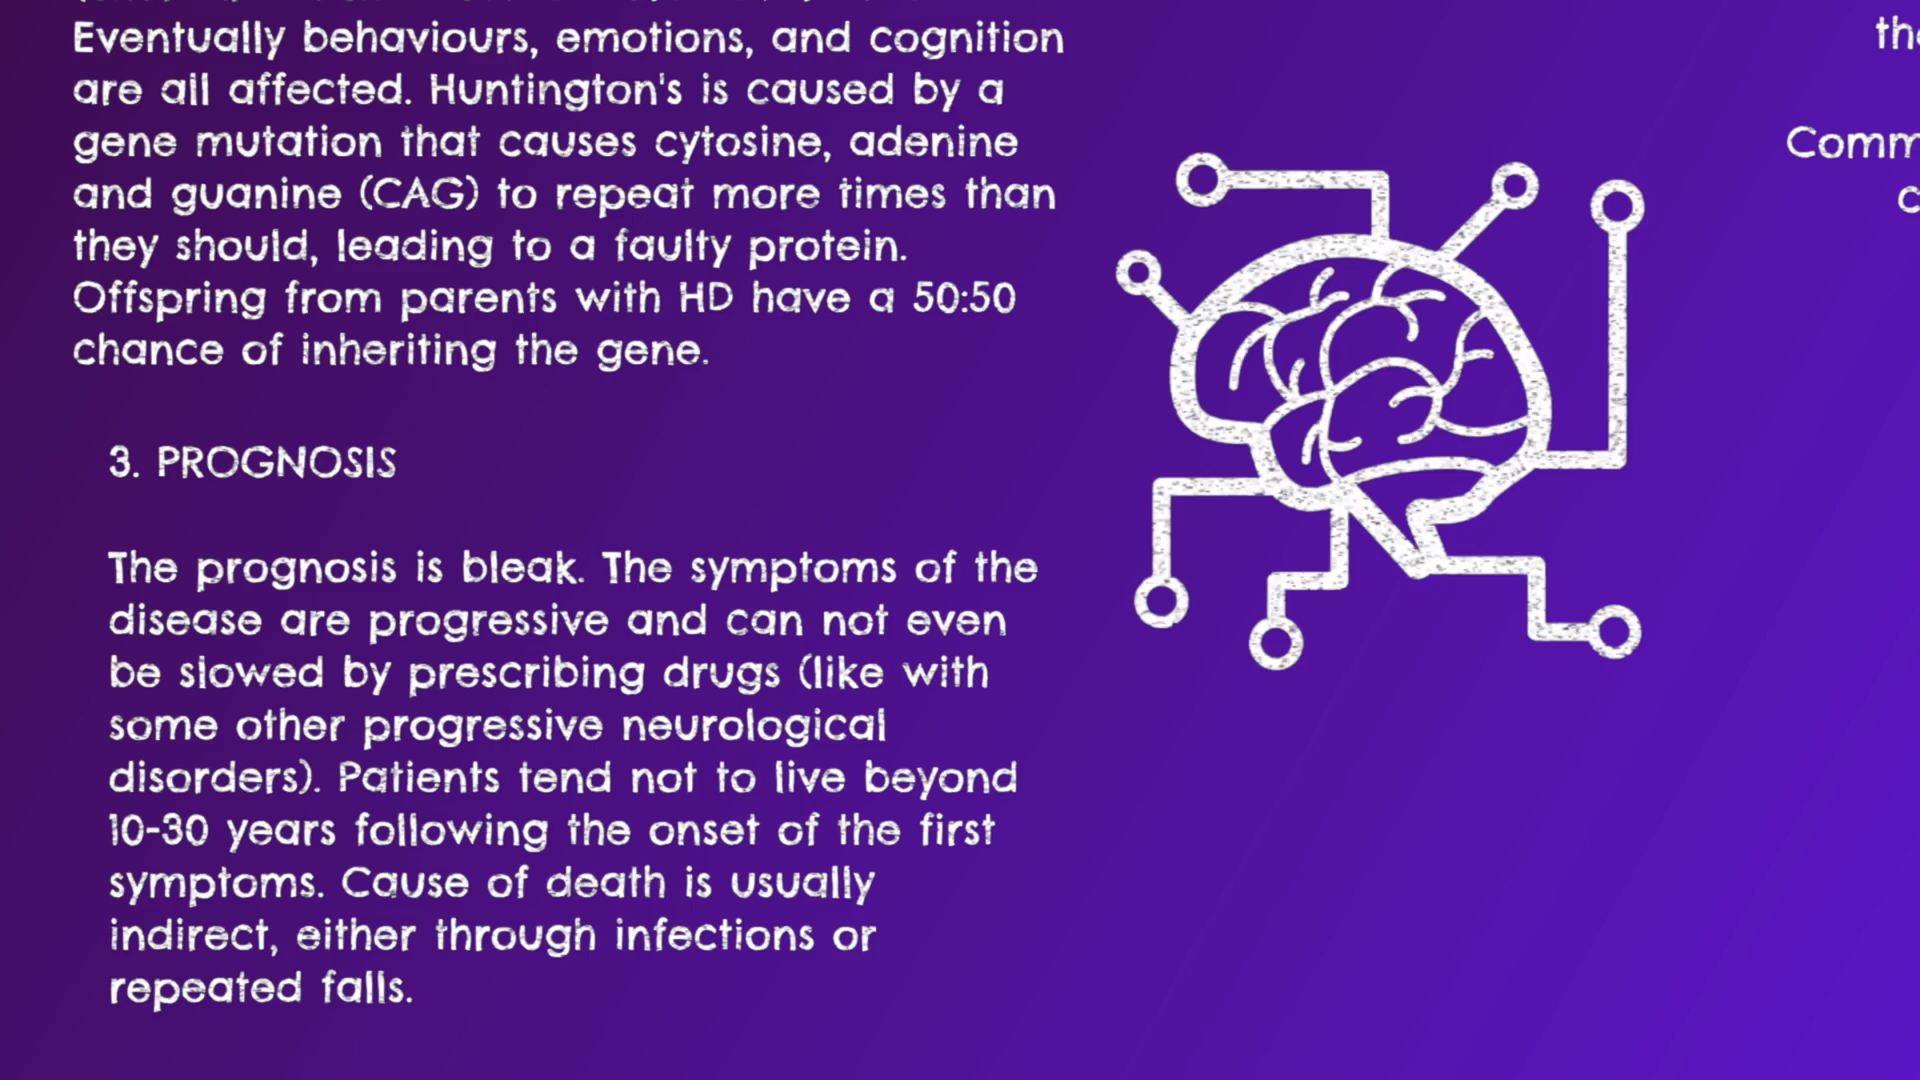 Eventually behaviours, emotions, and cognition
are all affected. Huntington's is caused by a
gene mutation that causes cytosine, adenine
and guanine (CAG) to repeat more times than
they should, leading to a faulty protein.
Offspring from parents with HD have a 50:50
chance of inheriting the gene.
3. PROGNOSIS
The prognosis is bleak. The symptoms of the
disease are progressive and can not even
be slowed by prescribing drugs (like with
some other progressive neurological
disorders). Patients tend not to live beyond
10-30 years following the onset of the first
symptoms. Cause of death is usually
indirect, either through infections or
repeated falls.